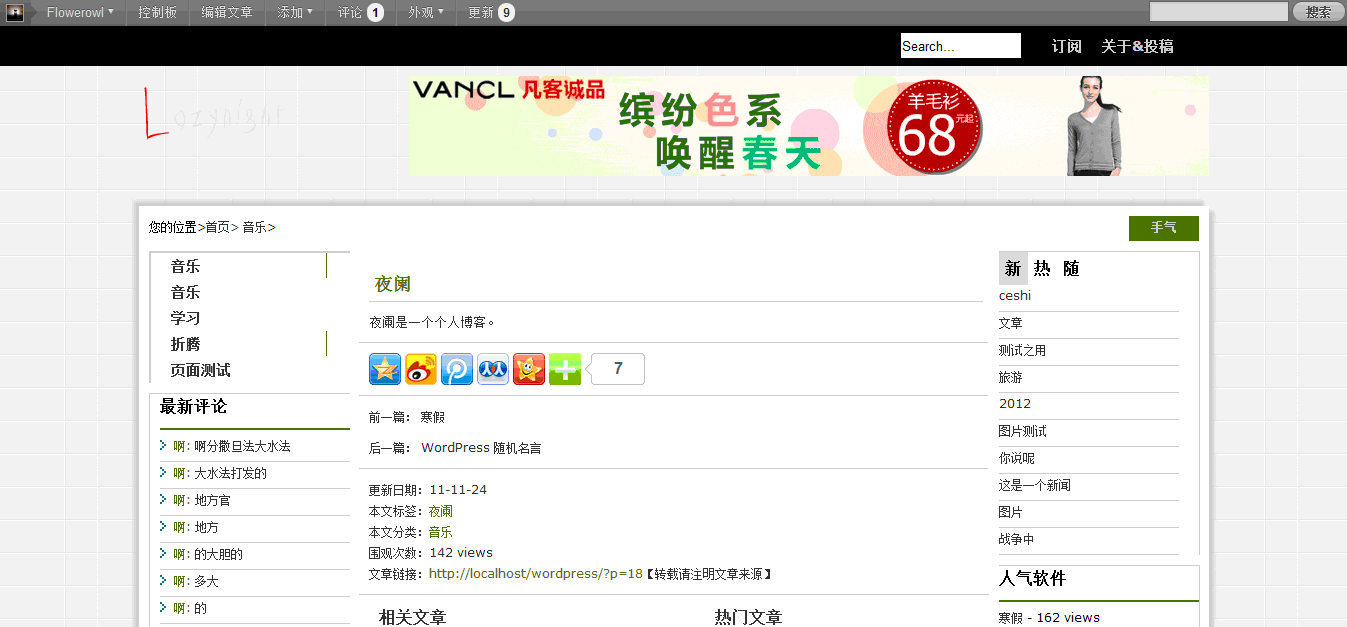 Flowerowl 控制板 编辑文章 添加 评论 1 外观 更新 9 搜索
Search... 订阅 关于&投稿
Lazynight
VANCL 凡客诚品
缤纷色系
唤醒春天
羊毛衫
68元起
您的位置>首页> 音乐>
手气
音乐
音乐
学习
折腾
页面测试
最新评论
啊: 啊分撒旦法大水法
啊: 大水法打发的
啊: 地方官
啊: 地方
啊: 的大胆的
啊: 多大
啊: 的
夜阑
夜阑是一个个人博客。
7
前一篇: 寒假
后一篇: WordPress 随机名言
更新日期: 11-11-24
本文标签: 夜阑
本文分类: 音乐
围观次数: 142 views
文章链接: http://localhost/wordpress/?p=18【转载请注明文章来源】
相关文章
热门文章
新 热 随
ceshi
文章
测试之用
旅游
2012
图片测试
你说呢
这是一个新闻
图片
战争中
人气软件
寒假 - 162 views